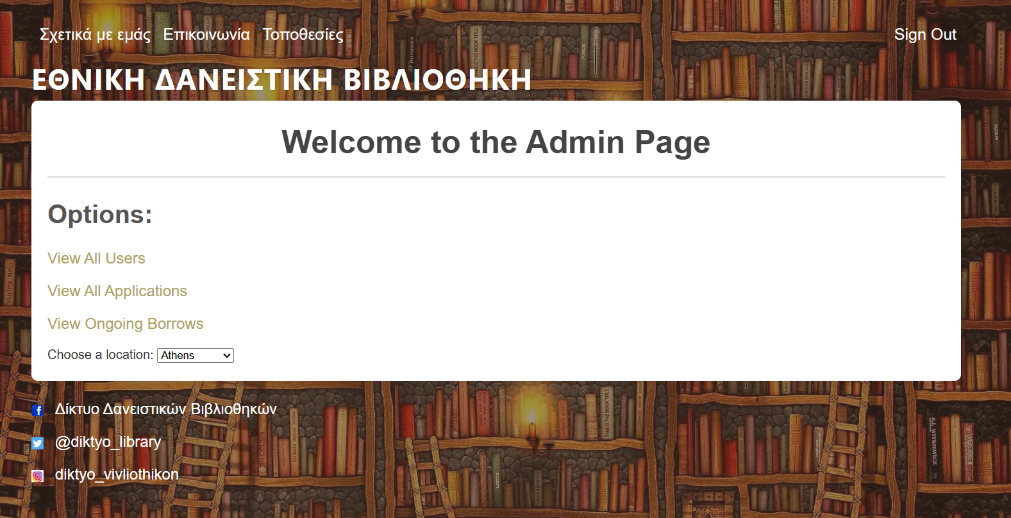 Σχετικά με εμάς Επικοινωνία Τοποθεσίες Sign Out
ΕΘΝΙΚΗ ΔΑΝΕΙΣΤΙΚΗ ΒΙΒΛΙΟΘΗΚΗ
Welcome to the Admin Page
Options:
View All Users
View All Applications
View Ongoing Borrows
Choose a location: Athens
Δίκτυο Δανειστικών Βιβλιοθηκών
@diktyo_library
diktyo_vivliothikon